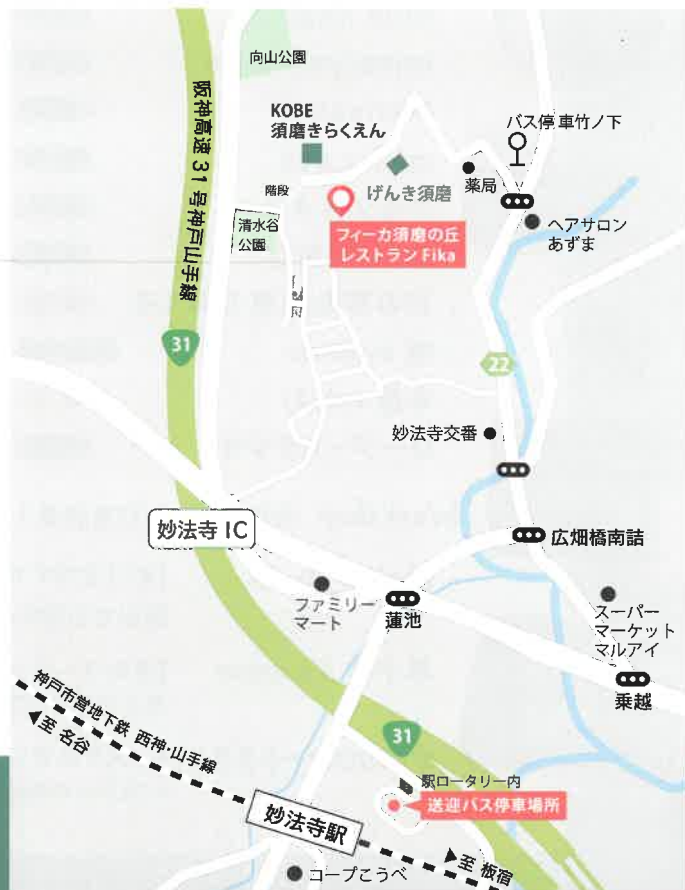 向山公園
阪神高速31号神戸山手線
KOBE
須磨きらくえん
バス停 車竹ノ下
階段
げんき須磨
薬局
清水谷
公園
フィーカ須磨の丘
レストラン Fika
ヘアサロン
あずま
31
22
妙法寺交番
妙法寺 IC
広畑橋南詰
ファミリー
マート
蓮池
スーパー
マーケット
マルアイ
乗越
神戸市営地下鉄 西神・山手線
至 名谷
31
駅ロータリー内
送迎バス停車場所
妙法寺駅
至 板宿
コープこうべ